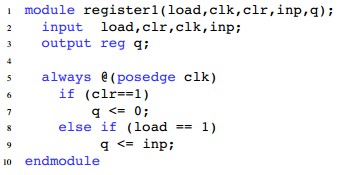 1 module register1(load,clk,clr,inp,q);
2   input  load,clr,clk,inp;
3   output reg q;
4
5   always @(posedge clk)
6     if (clr==1)
7         q <= 0;
8     else if (load == 1)
9          q <= inp;
10 endmodule